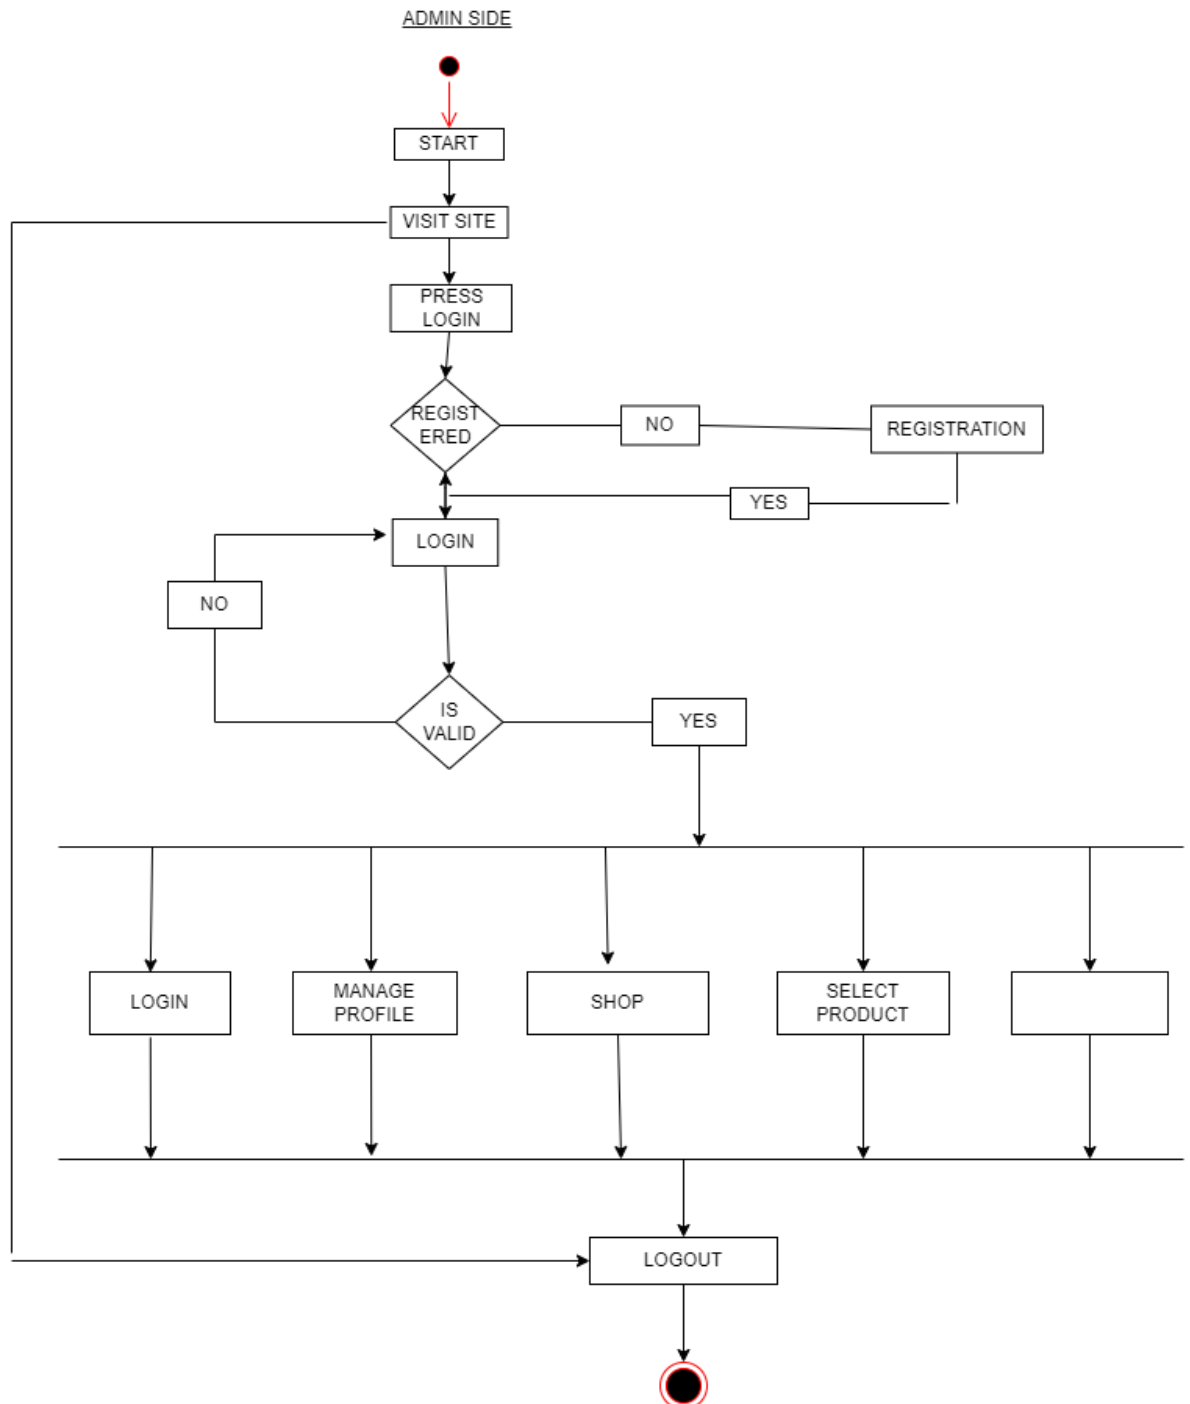 ADMIN SIDE
START
VISIT SITE
PRESS
LOGIN
REGIST
ERED
NO
REGISTRATION
YES
LOGIN
NO
IS
VALID
YES
LOGIN
MANAGE
PROFILE
SHOP
SELECT
PRODUCT
LOGOUT